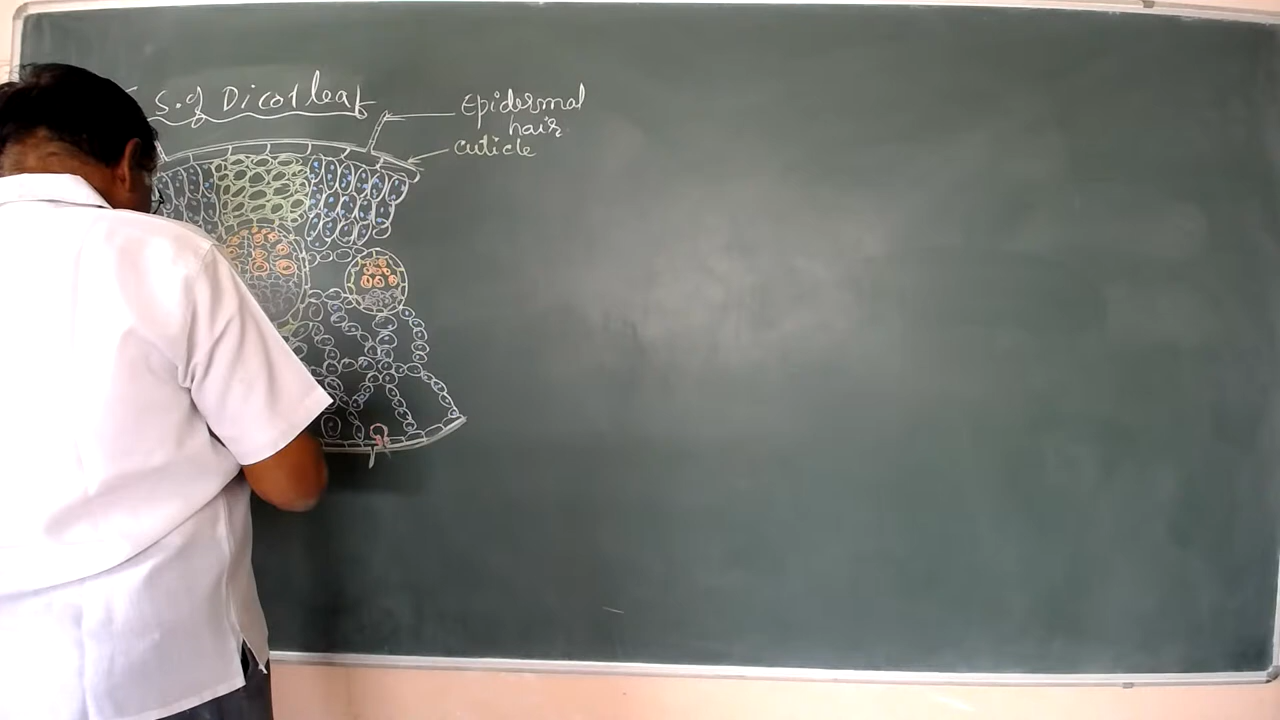 S. of Dicot leaf
Epidermal
hair
cuticle